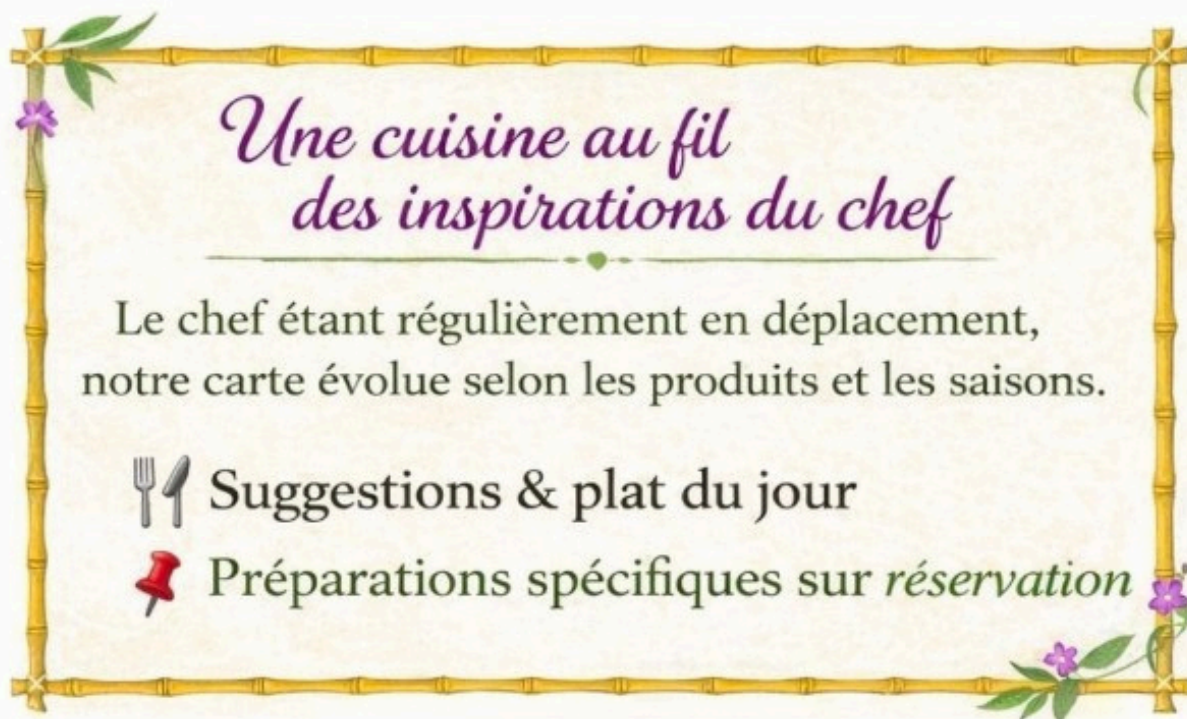 Une cuisine au fil
des inspirations du chef
Le chef étant régulièrement en déplacement,
notre carte évolue selon les produits et les saisons.
Suggestions & plat du jour
Préparations spécifiques sur réservation